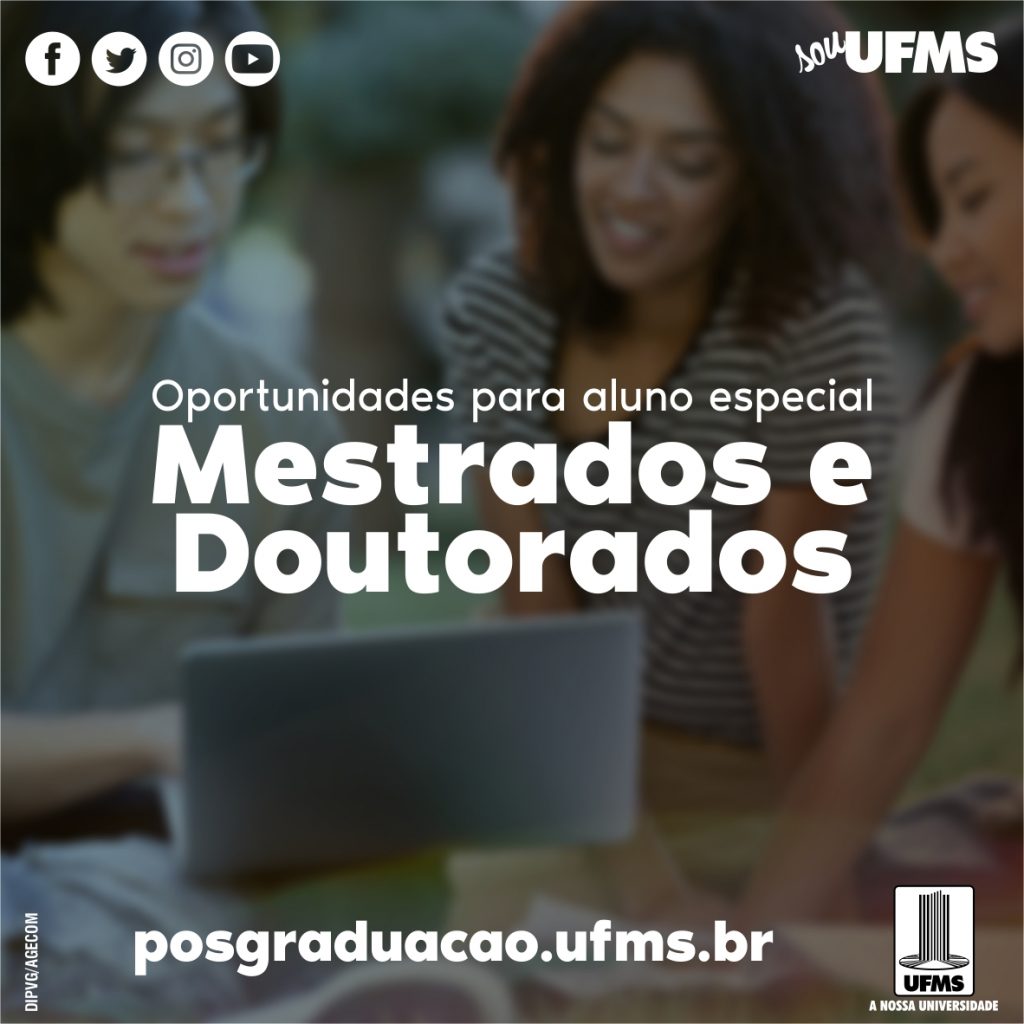 sou UFMS
Oportunidades para aluno especial
Mestrados e
Doutorados
posgraduacao.ufms.br
DIPVG/AGECOM
UFMS
A NOSSA UNIVERSIDADE